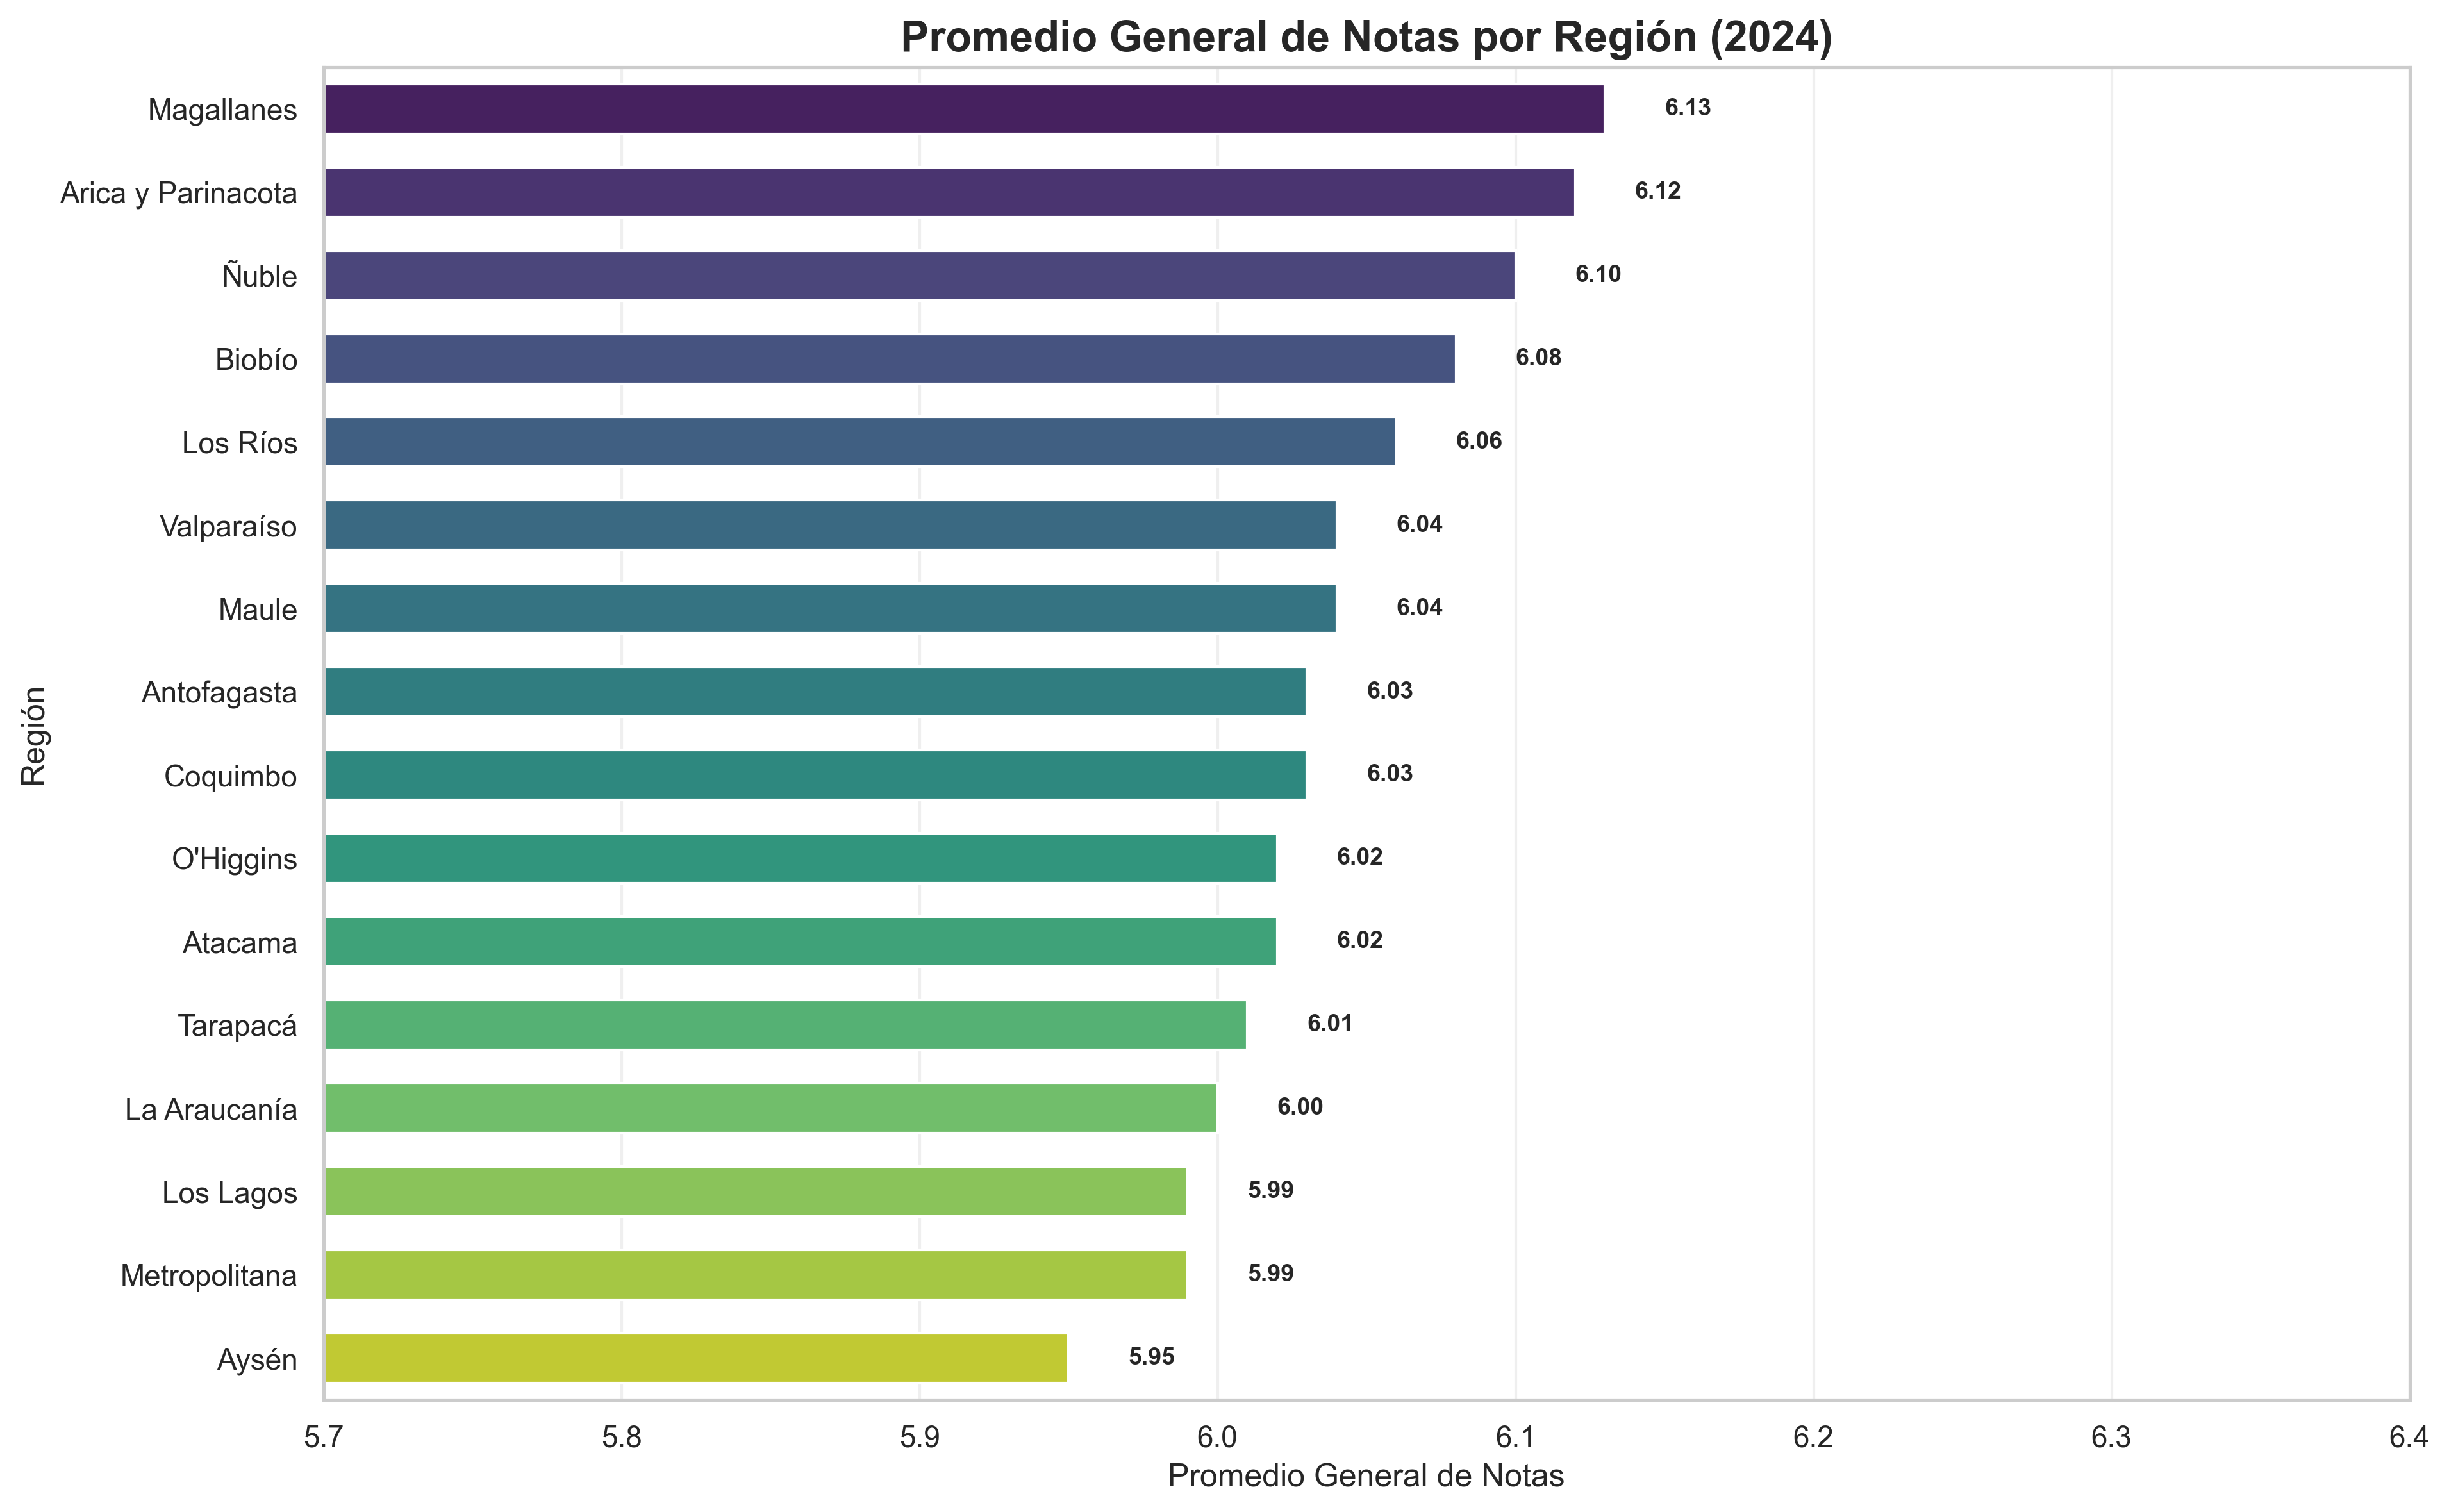 Promedio General de Notas por Región (2024)
Magallanes 6.13
Arica y Parinacota 6.12
Ñuble 6.10
Biobío 6.08
Los Ríos 6.06
Valparaíso 6.04
Maule 6.04
Antofagasta 6.03
Coquimbo 6.03
O'Higgins 6.02
Atacama 6.02
Tarapacá 6.01
La Araucanía 6.00
Los Lagos 5.99
Metropolitana 5.99
Aysén 5.95
Región
5.7 5.8 5.9 6.0 6.1 6.2 6.3 6.4
Promedio General de Notas